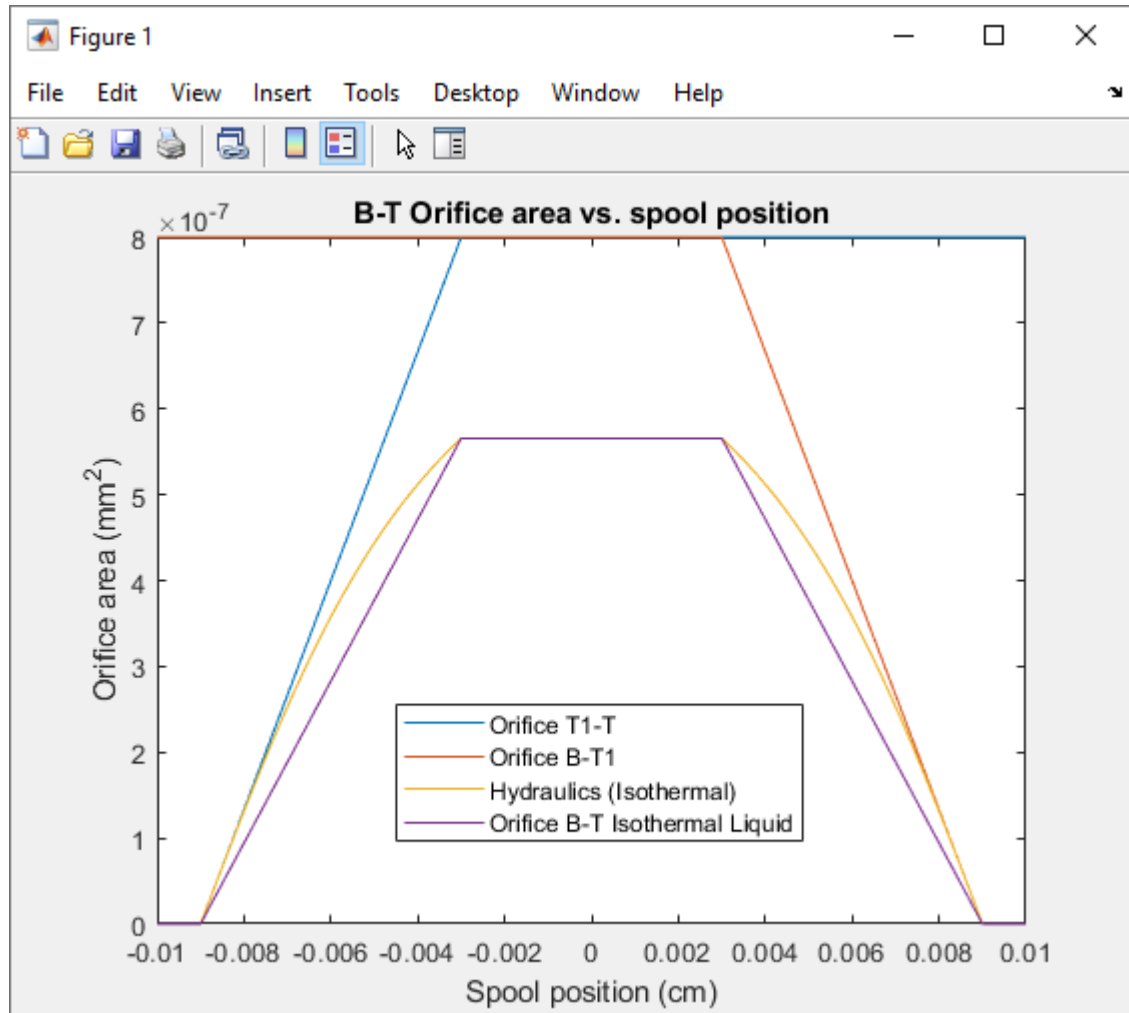 Figure 1
File Edit View Insert Tools Desktop Window Help
×10-7
B-T Orifice area vs. spool position
8
7
6
5
4
3
2
1
0
Orifice area (mm2)
Orifice T1-T
Orifice B-T1
Hydraulics (Isothermal)
Orifice B-T Isothermal Liquid
-0.01 -0.008 -0.006 -0.004 -0.002 0 0.002 0.004 0.006 0.008 0.01
Spool position (cm)